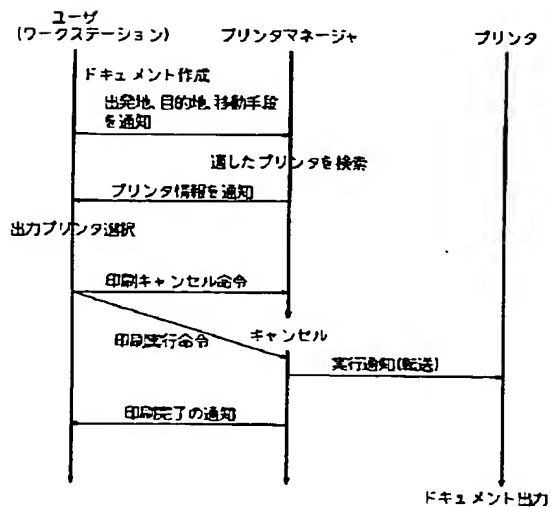 ユーザ
(ワークステーション)
プリンタマネージャ
プリンタ
ドキュメント作成
出発地、目的地、移動手段
を通知
適したプリンタを検索
プリンタ情報を通知
出力プリンタ選択
印刷キャンセル命令
キャンセル
印刷実行命令
実行通知(転送)
印刷完了の通知
ドキュメント出力